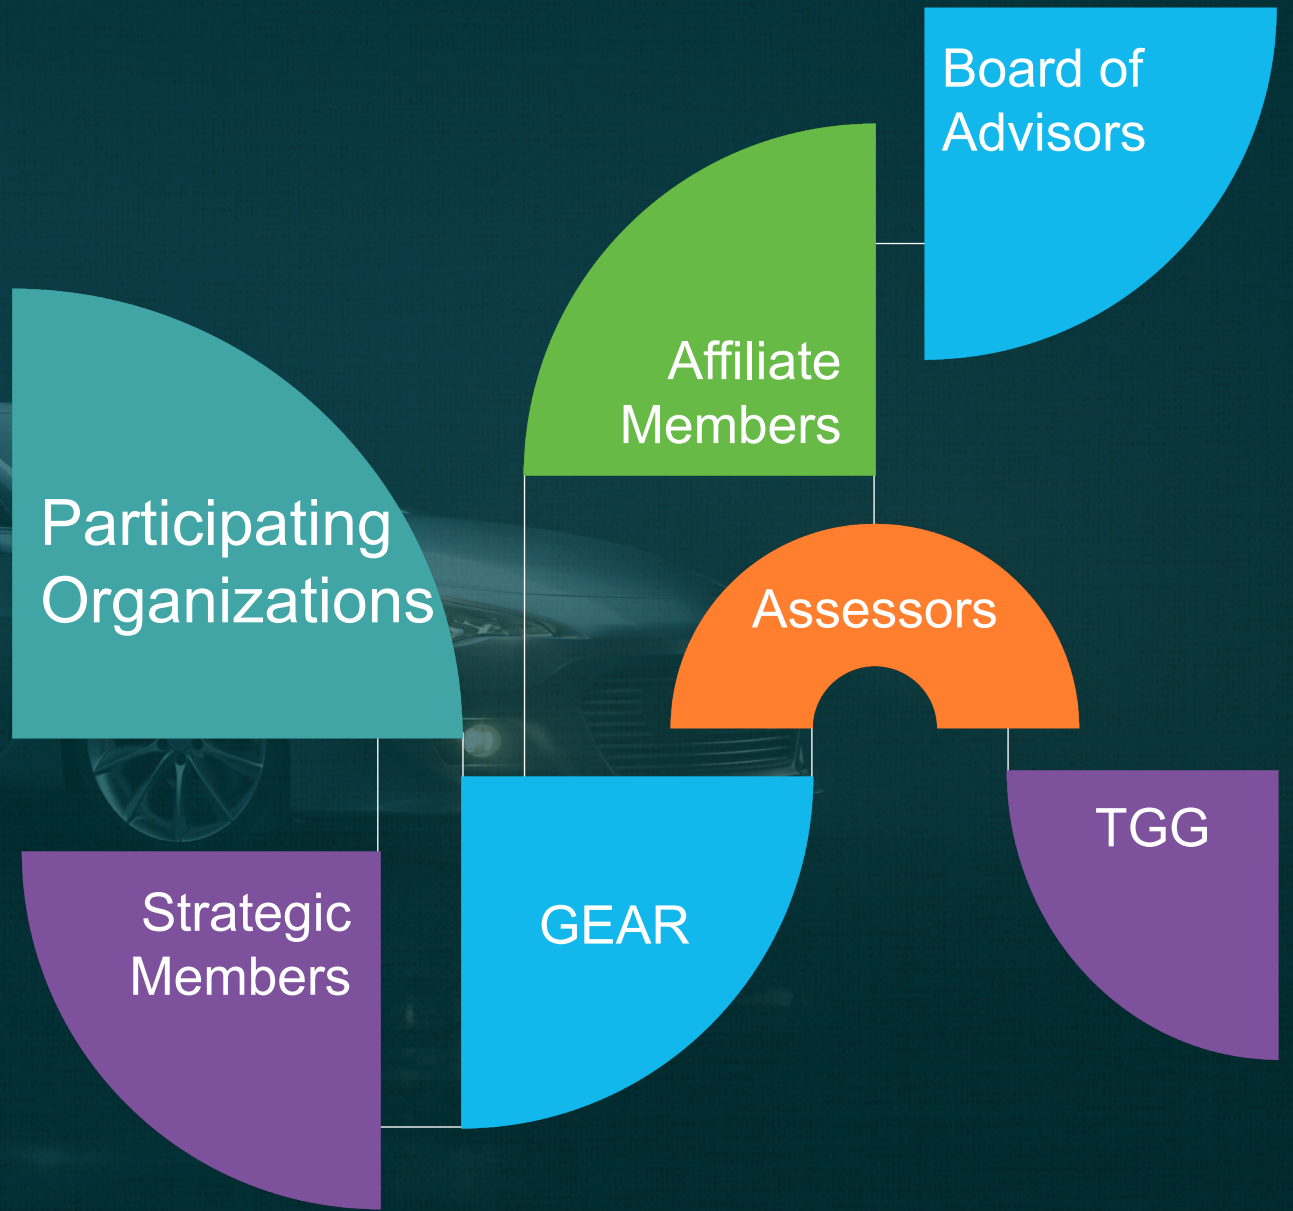 Board of
Advisors
Affiliate
Members
Participating
Organizations
Assessors
TGG
Strategic
Members
GEAR